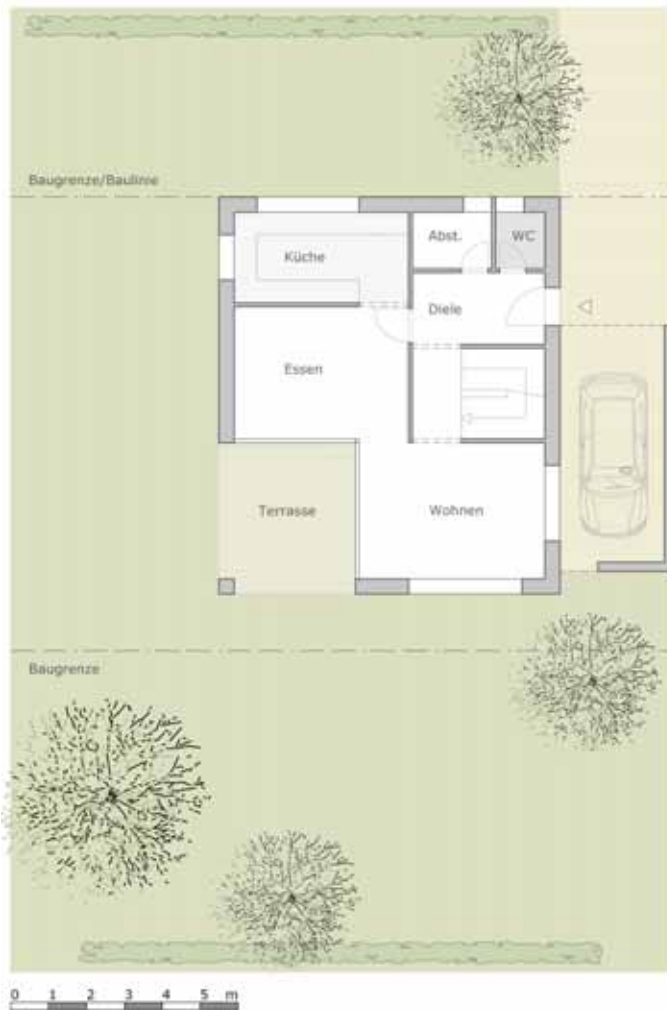 Baugrenze/Baulinie
Abst.
WC
Küche
Diele
Essen
Terrasse
Wohnen
Baugrenze
0 1 2 3 4 5 m